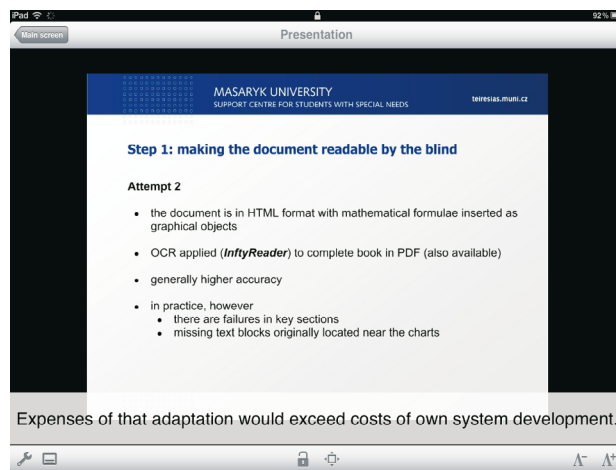 iPad 92%
Main screen
Presentation
MASARYK UNIVERSITY
SUPPORT CENTRE FOR STUDENTS WITH SPECIAL NEEDS
teiresias.muni.cz
Step 1: making the document readable by the blind
Attempt 2
• the document is in HTML format with mathematical formulae inserted as
graphical objects
• OCR applied (InftyReader) to complete book in PDF (also available)
• generally higher accuracy
• in practice, however
• there are failures in key sections
• missing text blocks originally located near the charts
Expenses of that adaptation would exceed costs of own system development.
A- A+